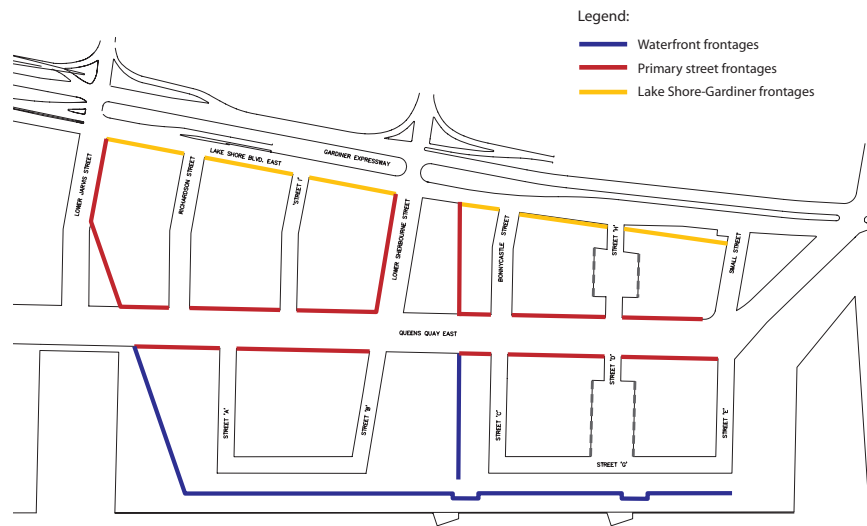 Legend:
Waterfront frontages
Primary street frontages
Lake Shore-Gardiner frontages
LOWER JARVIS STREET
RICHARDSON STREET
LAKE SHORE BLVD. EAST
GARDINER EXPRESSWAY
'STREET J'
LOWER SHERBOURNE STREET
BONNYCASTLE STREET
STREET 'H'
SMALL STREET
QUEENS QUAY EAST
STREET 'A'
STREET 'B'
STREET 'C'
STREET 'D'
STREET 'E'
STREET 'G'